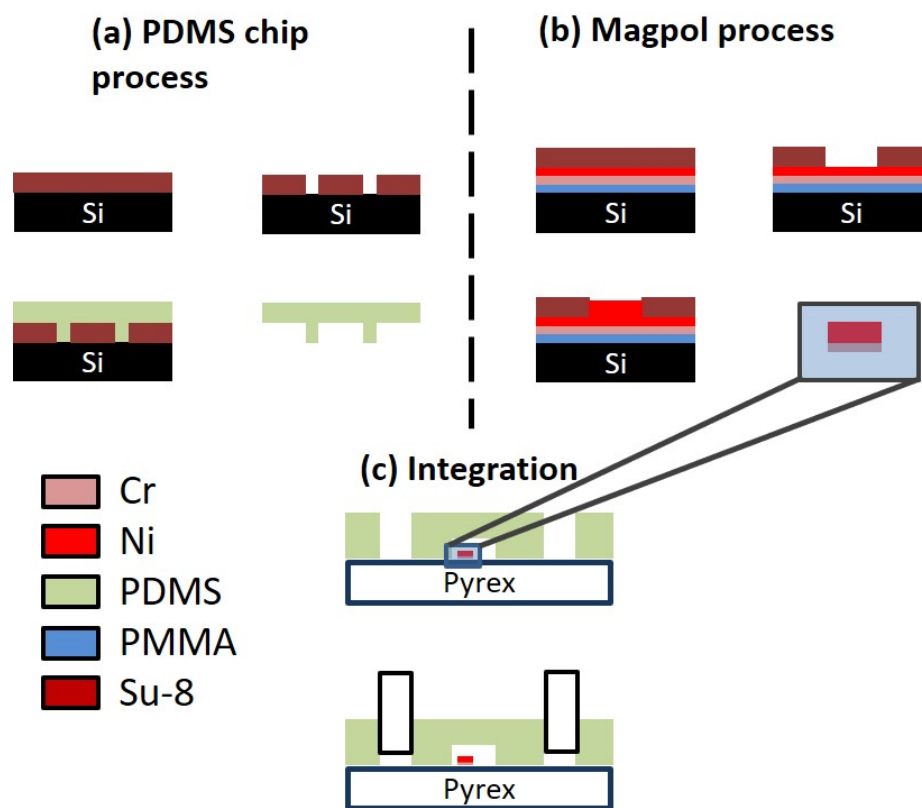 (a) PDMS chip
process
(b) Magpol process
Si
Si
Si
Si
Si
Si
(c) Integration
Cr
Ni
PDMS
PMMA
Su-8
Pyrex
Pyrex